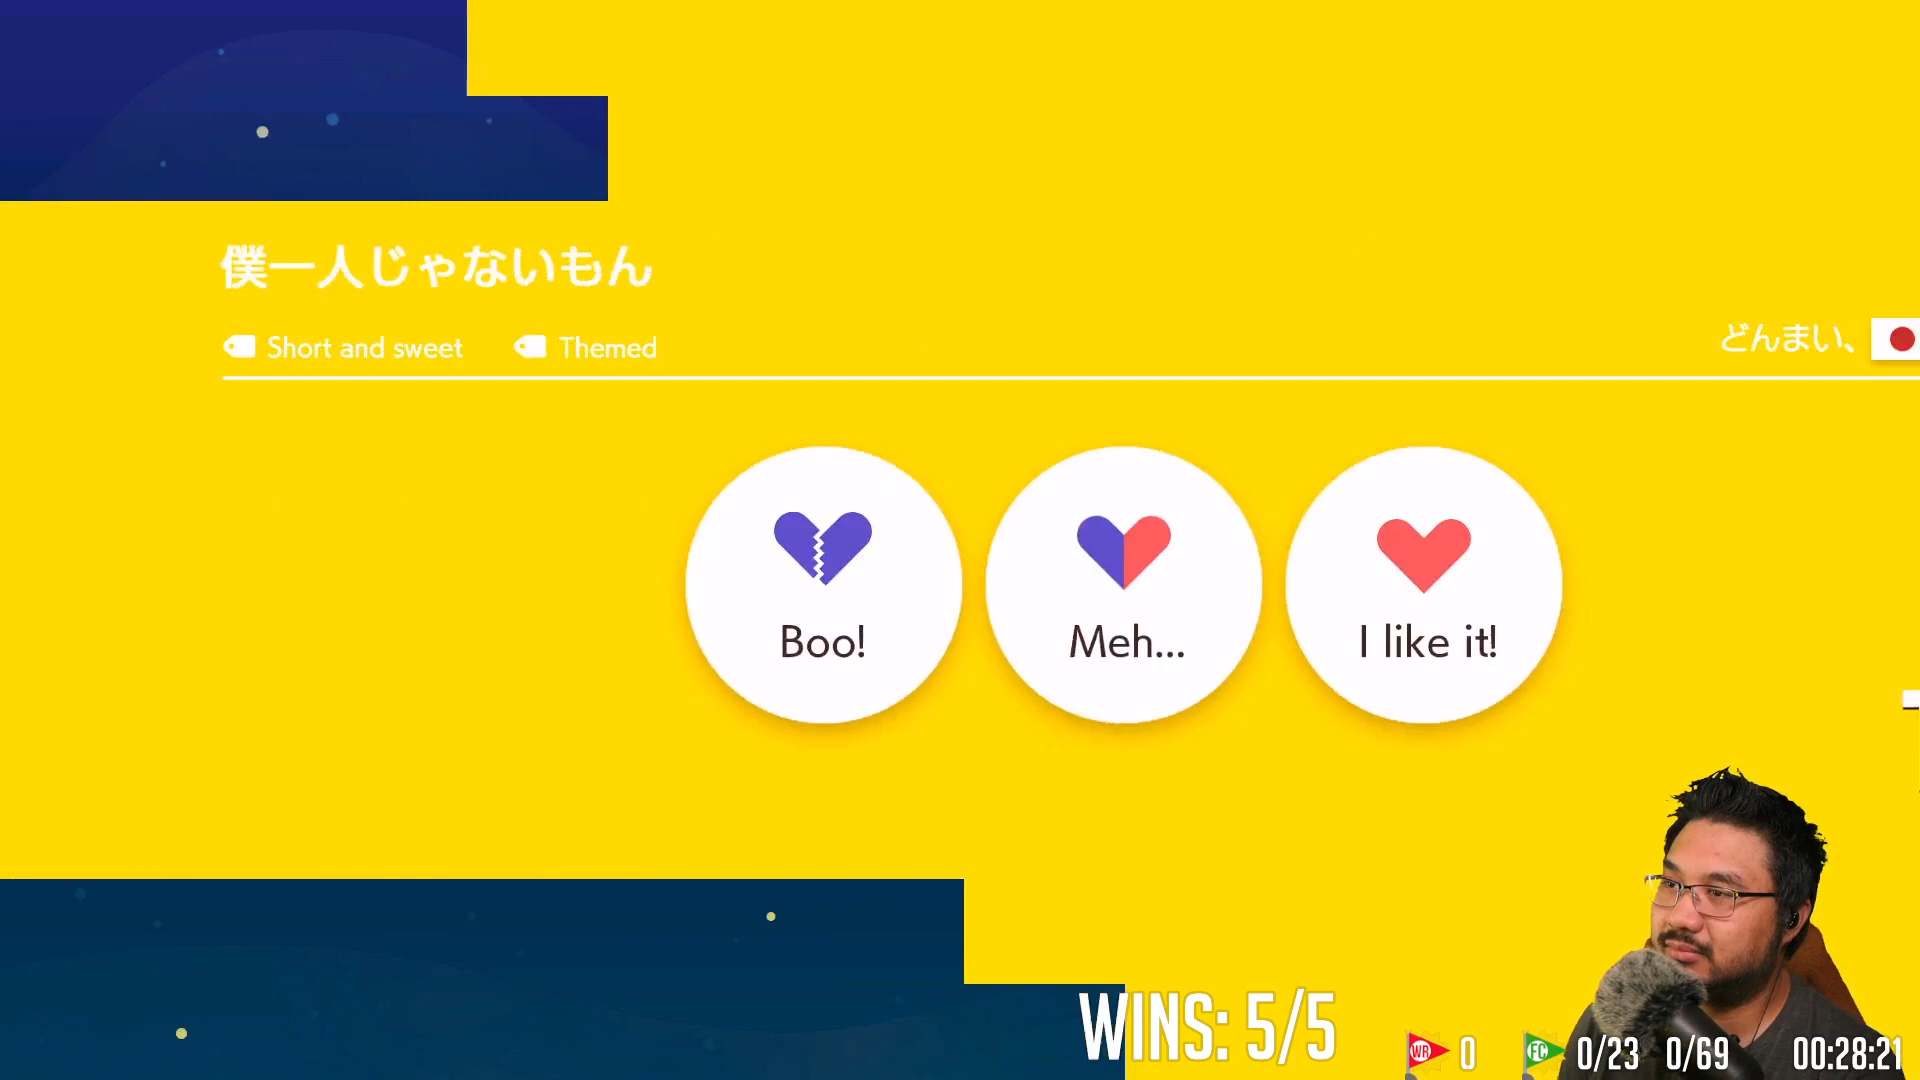 僕一人じゃないもん
Short and sweet Themed
どんまい、
Boo! Meh... I like it!
WINS: 5/5
WR 0 FC 0/23 0/69 00:28:21